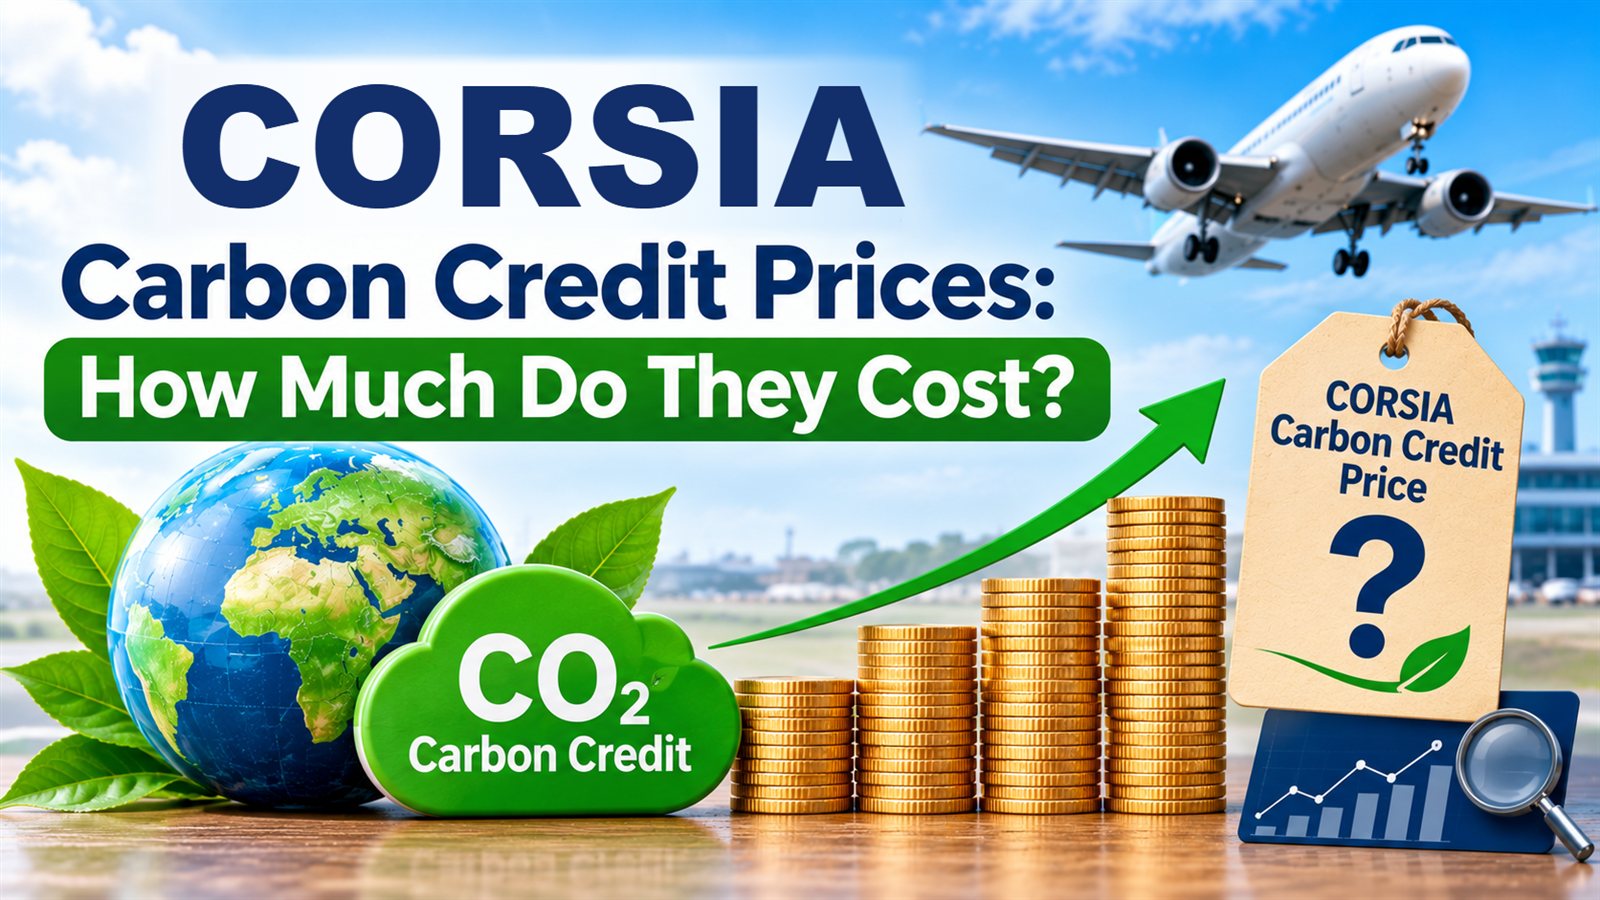 CORSIA
Carbon Credit Prices:
How Much Do They Cost?
CO₂
Carbon Credit
CORSIA
Carbon Credit
Price
?